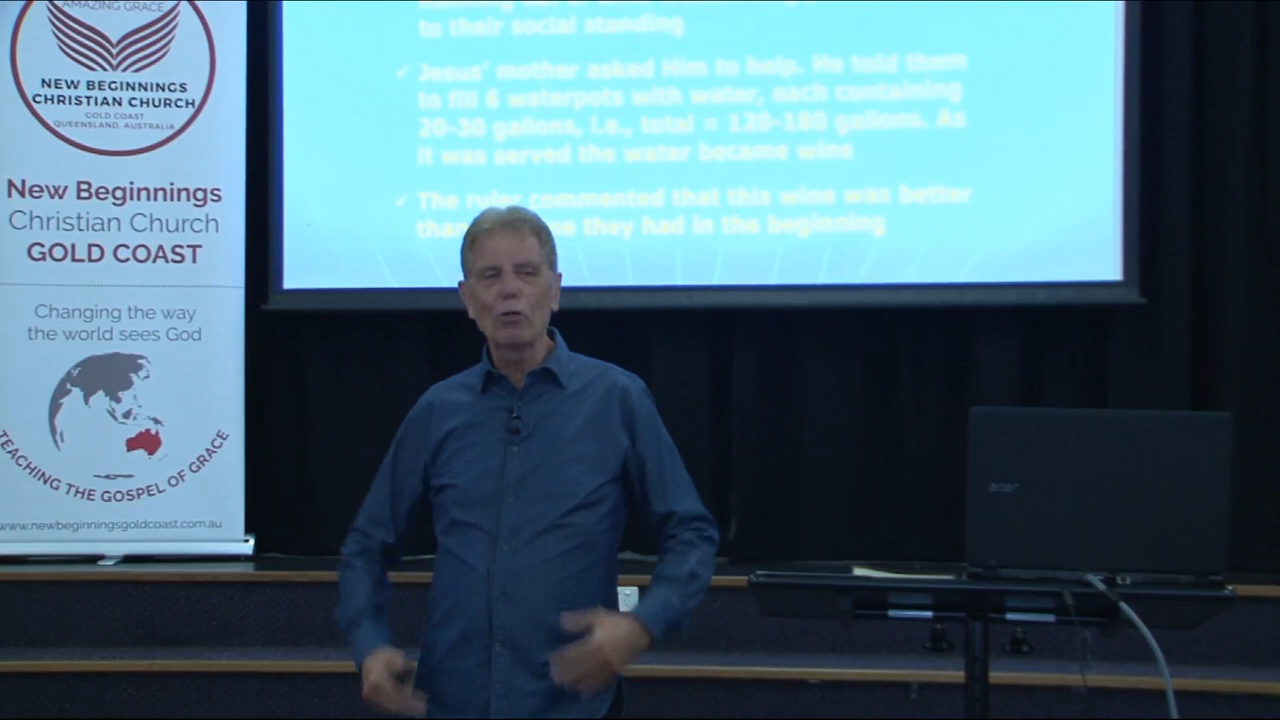 AMAZING GRACE
NEW BEGINNINGS
CHRISTIAN CHURCH
GOLD COAST
QUEENSLAND, AUSTRALIA
New Beginnings
Christian Church
GOLD COAST
Changing the way
the world sees God
TEACHING THE GOSPEL OF GRACE
www.newbeginningsgoldcoast.com.au
to their social standing
✓ Jesus' mother asked Him to help. He told them
to fill 6 waterpots with water, each containing
20-30 gallons, i.e., total = gallons. As
it was served the water became wine
✓ The ruler commented that this wine was better
they had in the beginning
acer